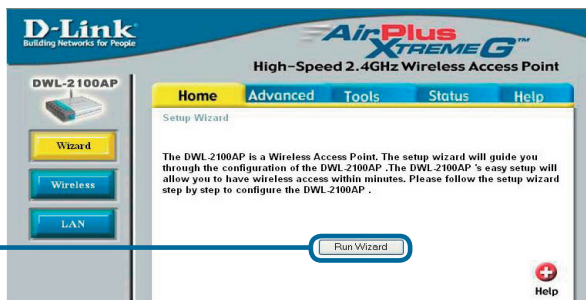 D-Link
Building Networks for People
AirPlus
XTREME G™
High-Speed 2.4GHz Wireless Access Point
DWL-2100AP
Home Advanced Tools Status Help
Wizard
Wireless
LAN
Setup Wizard
The DWL-2100AP is a Wireless Access Point. The setup wizard will guide you
through the configuration of the DWL-2100AP .The DWL-2100AP 's easy setup will
allow you to have wireless access within minutes. Please follow the setup wizard
step by step to configure the DWL-2100AP .
Run Wizard
Help